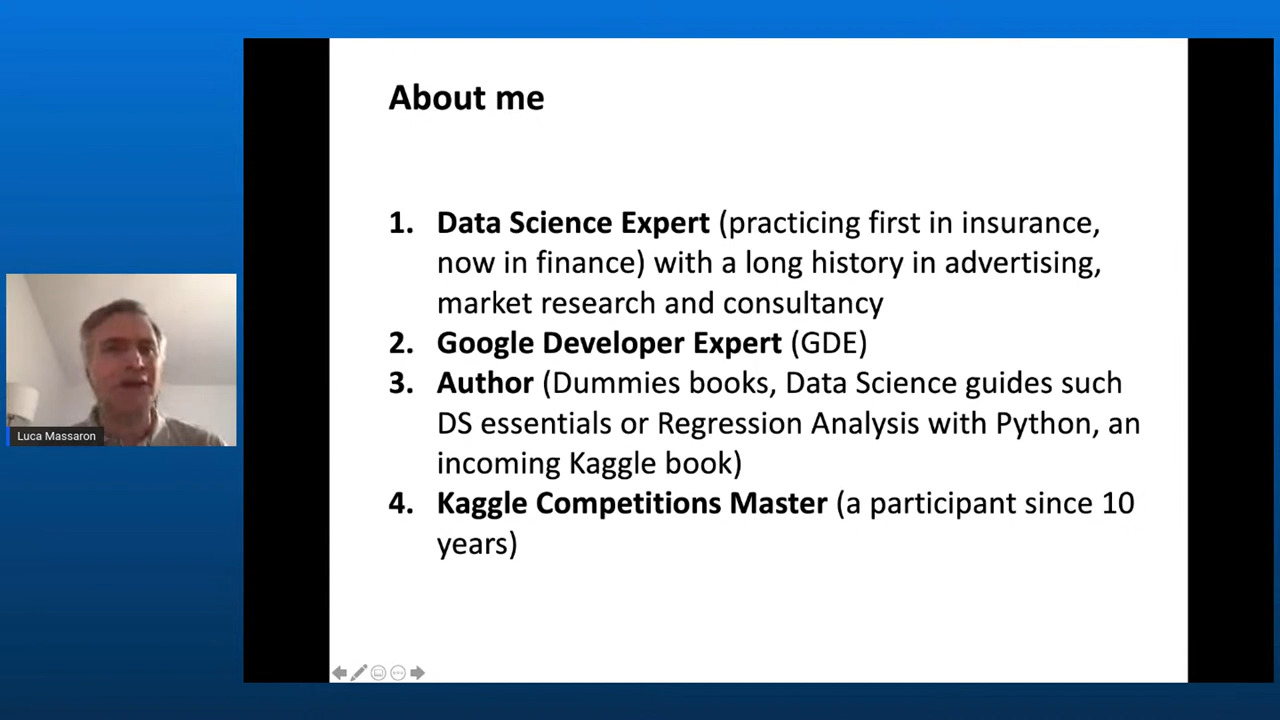 About me
1. Data Science Expert (practicing first in insurance,
now in finance) with a long history in advertising,
market research and consultancy
2. Google Developer Expert (GDE)
3. Author (Dummies books, Data Science guides such
DS essentials or Regression Analysis with Python, an
incoming Kaggle book)
4. Kaggle Competitions Master (a participant since 10
years)
Luca Massaron